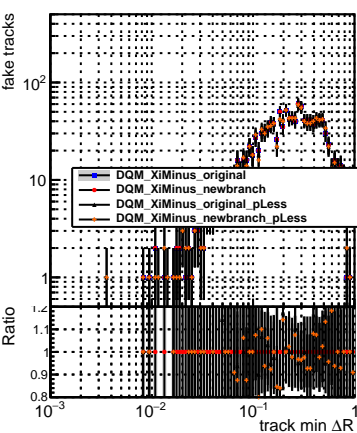 fake tracks
10²
10
1
DQM_XiMinus_original
DQM_XiMinus_newbranch
DQM_XiMinus_original_pLess
DQM_XiMinus_newbranch_pLess
Ratio
1.2
1.1
1
0.9
0.8
10⁻³ 10⁻² 10⁻¹ 1
track min ΔR